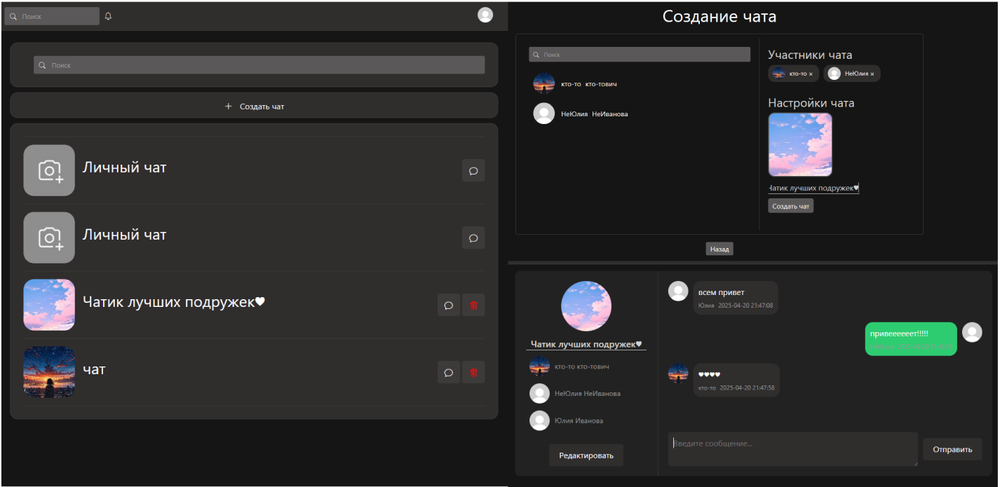 Поиск
Поиск
Создать чат
Личный чат
Личный чат
Чатик лучших подружек♥
чат
Создание чата
Поиск
кто-то кто-тович
НеЮлия НеИванова
Участники чата
кто-то × НеЮлия ×
Настройки чата
Чатик лучших подружек♥
Создать чат
Назад
Чатик лучших подружек♥
кто-то кто-тович
НеЮлия НеИванова
Юлия Иванова
Редактировать
всем привет
Юлия 2025-04-20 21:47:08
привеееееет!!!!!
♥♥♥♥
кто-то 2025-04-20 21:47:58
Введите сообщение...
Отправить